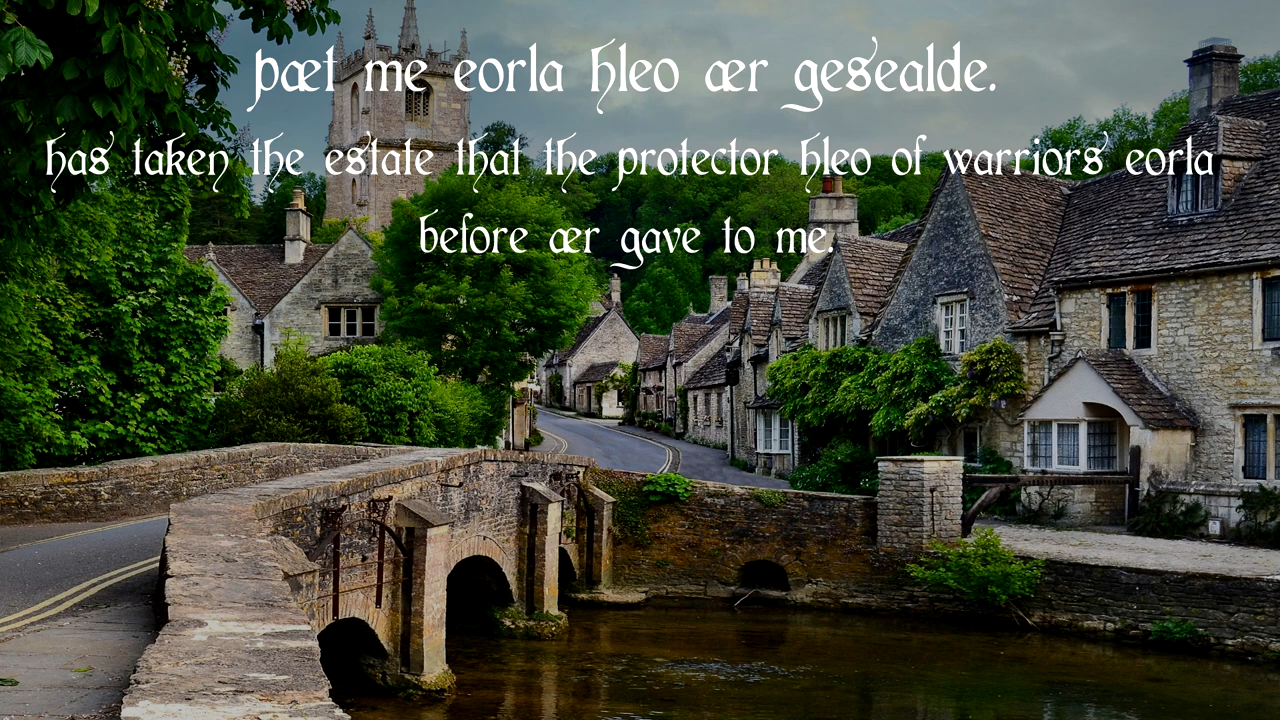 þæt me eorla hleo ær gesealde.
has taken the estate that the protector hleo of warriors eorla
before ær gave to me.